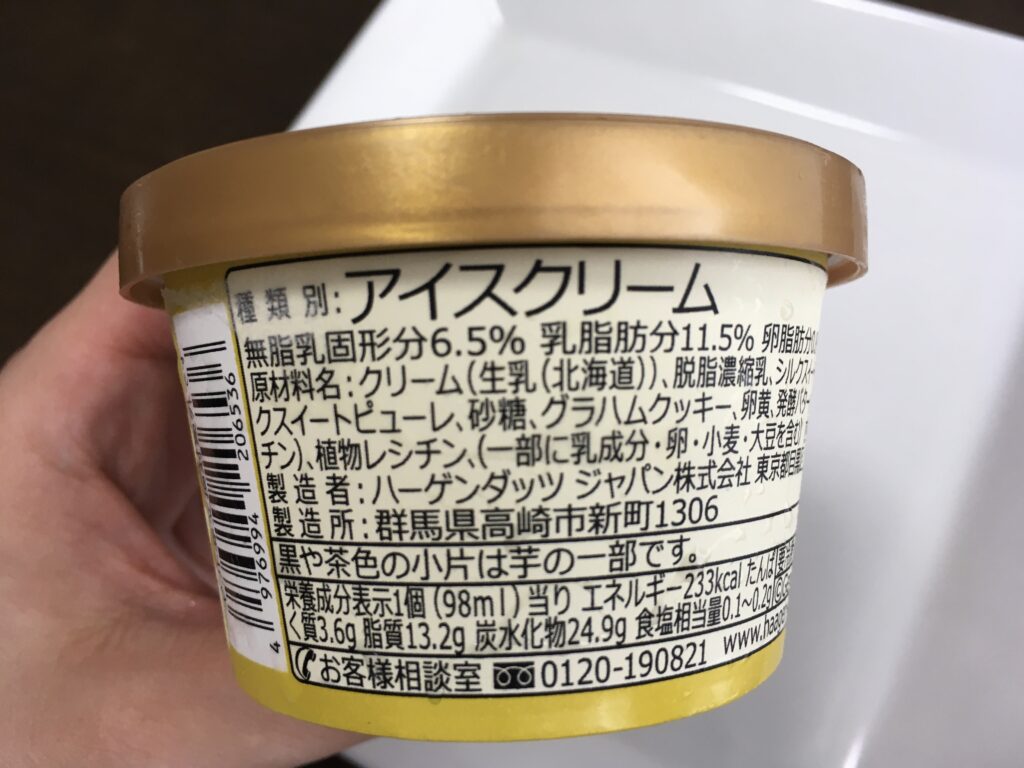 種類別:アイスクリーム
無脂乳固形分6.5% 乳脂肪分11.5% 卵脂肪分
原材料名:クリーム(生乳(北海道))、脱脂濃縮乳、シルクスイー
クスイートピューレ、砂糖、グラハムクッキー、卵黄、発酵バター
チン)、植物レシチン、(一部に乳成分・卵・小麦・大豆を含む)
製造者:ハーゲンダッツ ジャパン株式会社 東京都目黒
製造所:群馬県高崎市新町1306
黒や茶色の小片は芋の一部です。
栄養成分表示1個(98ml)当り エネルギー233kcal たんぱ
く質3.6g 脂質13.2g 炭水化物24.9g 食塩相当量0.1~0.2g
www.haage
お客様相談室 0120-190821
4 976994 206536